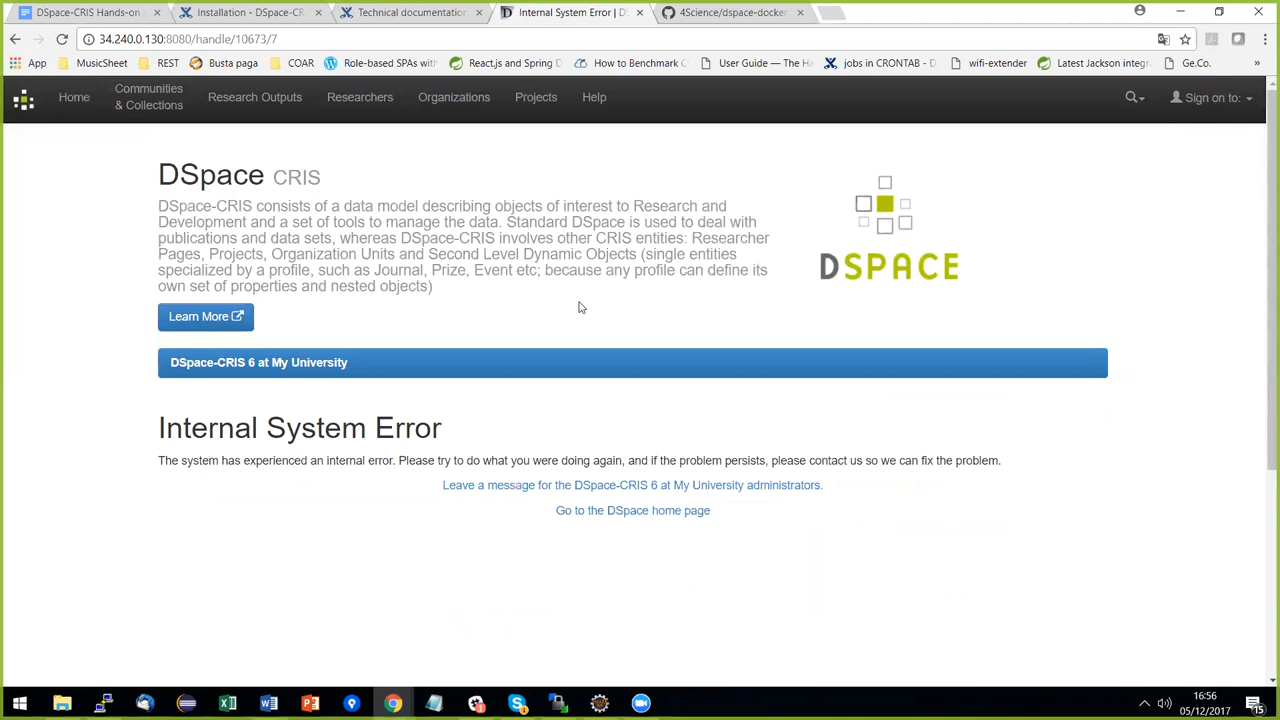 DSpace-CRIS Hands-on
Installation - DSpace-CR
Technical documentation
Internal System Error | D
4Science/dspace-docker
34.240.0.130:8080/handle/10673/7
App
MusicSheet
REST
Busta paga
COAR
Role-based SPAs with
React.js and Spring D
How to Benchmark C
User Guide — The Ha
jobs in CRONTAB - D
wifi-extender
Latest Jackson integr
Ge.Co.
»
Home
Communities
& Collections
Research Outputs
Researchers
Organizations
Projects
Help
Sign on to:
DSpace CRIS
DSpace-CRIS consists of a data model describing objects of interest to Research and
Development and a set of tools to manage the data. Standard DSpace is used to deal with
publications and data sets, whereas DSpace-CRIS involves other CRIS entities: Researcher
Pages, Projects, Organization Units and Second Level Dynamic Objects (single entities
specialized by a profile, such as Journal, Prize, Event etc; because any profile can define its
own set of properties and nested objects)
DSPACE
Learn More
DSpace-CRIS 6 at My University
Internal System Error
The system has experienced an internal error. Please try to do what you were doing again, and if the problem persists, please contact us so we can fix the problem.
Leave a message for the DSpace-CRIS 6 at My University administrators.
Go to the DSpace home page
16:56
05/12/2017
15